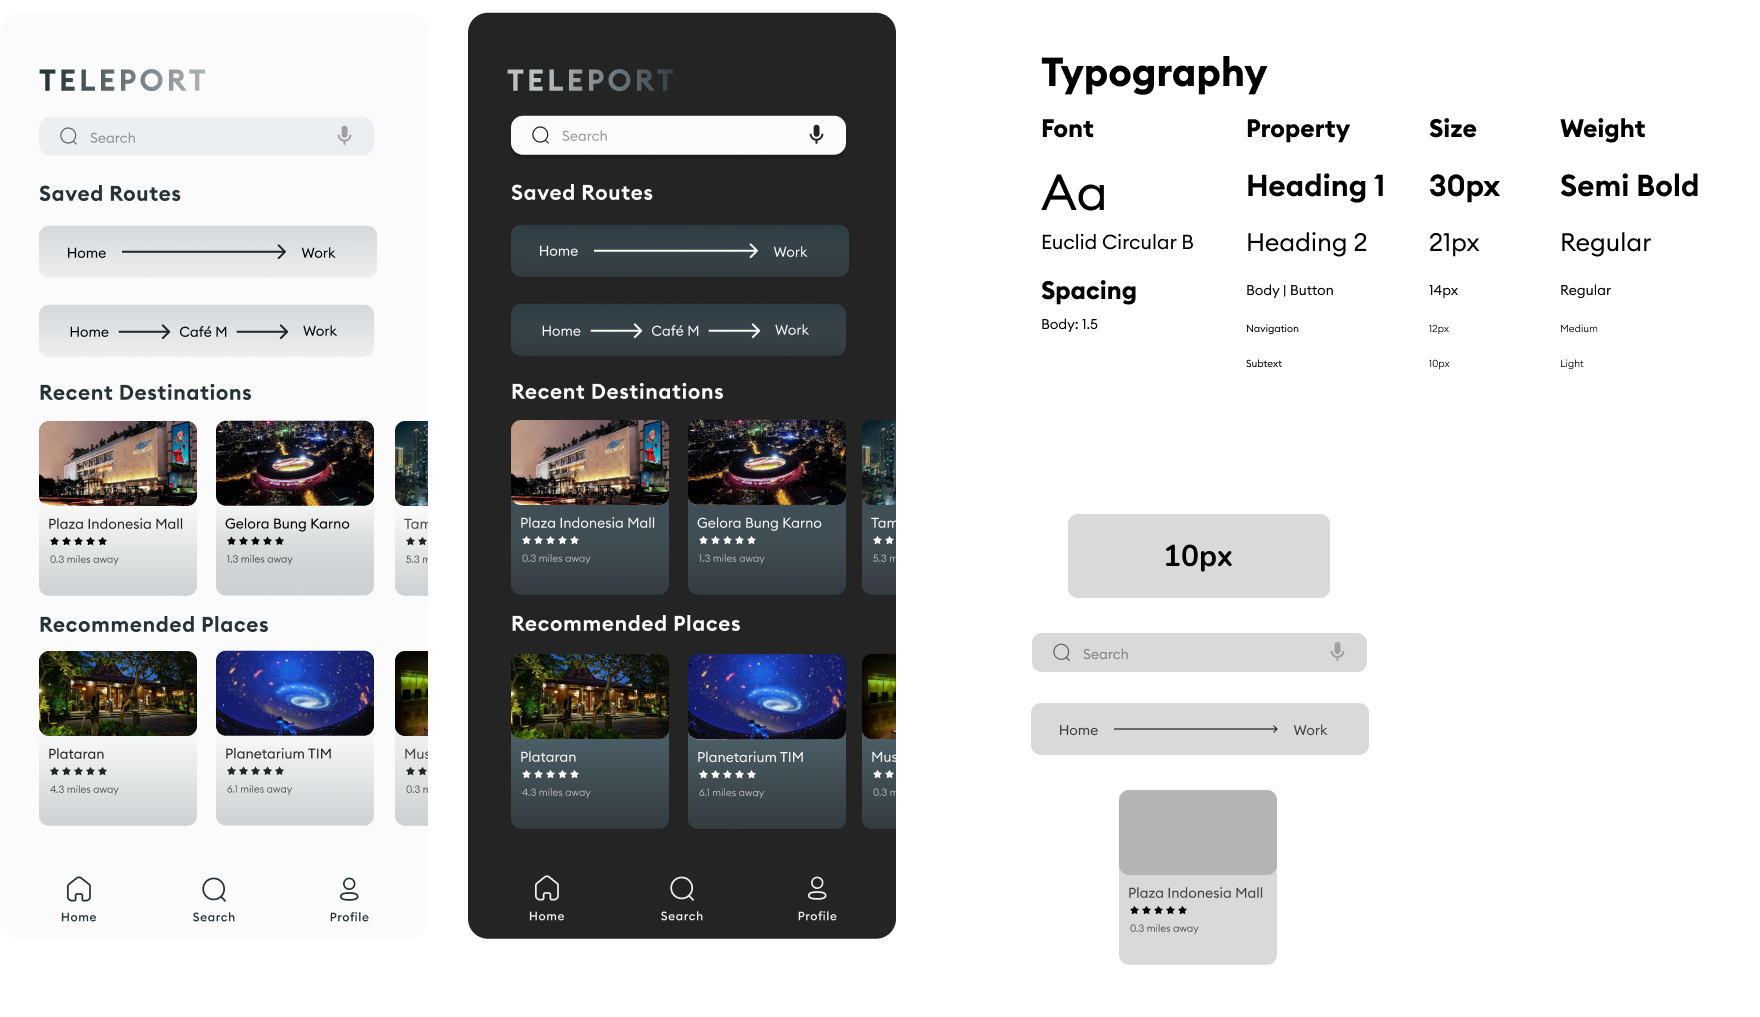 TELEPORT
Search
Saved Routes
Home Work
Home Café M Work
Recent Destinations
Plaza Indonesia Mall
0.3 miles away
Gelora Bung Karno
1.3 miles away
Tam
5.3 m
Recommended Places
Plataran
4.3 miles away
Planetarium TIM
6.1 miles away
Mus
0.3 m
Home Search Profile
TELEPORT
Search
Saved Routes
Home Work
Home Café M Work
Recent Destinations
Plaza Indonesia Mall
0.3 miles away
Gelora Bung Karno
1.3 miles away
Tam
5.3 m
Recommended Places
Plataran
4.3 miles away
Planetarium TIM
6.1 miles away
Mus
0.3 m
Home Search Profile
Typography
Font Property Size Weight
Aa
Euclid Circular B
Spacing
Body: 1.5
Heading 1 30px Semi Bold
Heading 2 21px Regular
Body | Button 14px Regular
Navigation 12px Medium
Subtext 10px Light
10px
Search
Home Work
Plaza Indonesia Mall
0.3 miles away